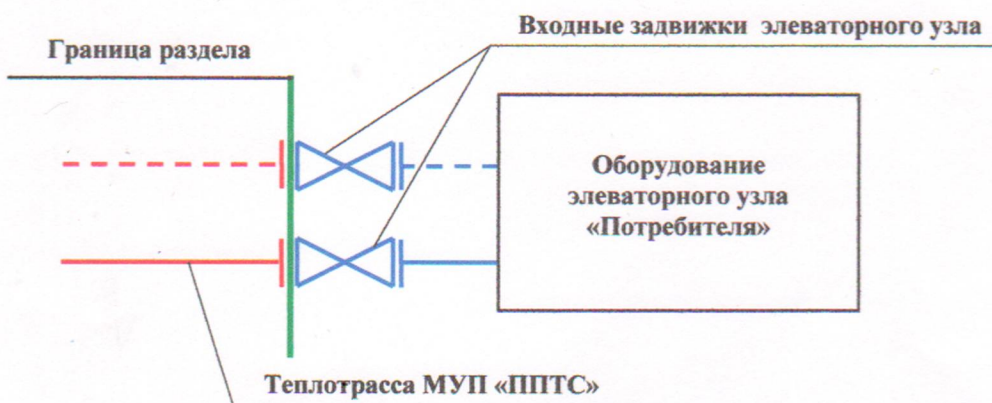 Входные задвижки элеваторного узла
Граница раздела
Оборудование
элеваторного узла
«Потребителя»
Теплотрасса МУП «ППТС»